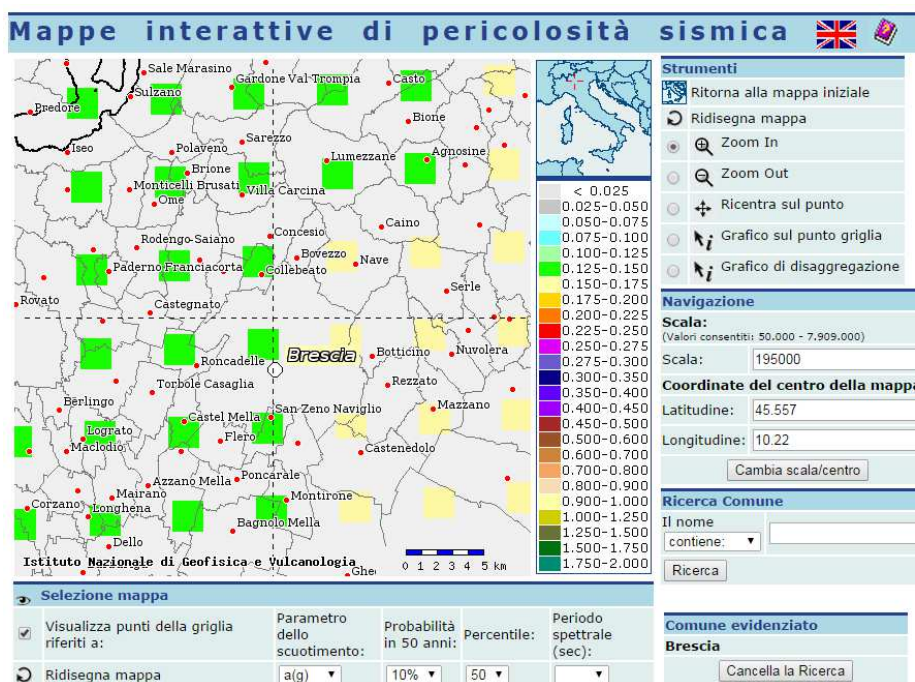 Mappe interattive di pericolosità sismica
Sale Marasino
Gardone Val Trompia
Casto
Sulzano
Predore
Bione
Iseo
Polaveno
Sarezzo
Lumezzane
Agnosine
Brione
Monticelli Brusati
Villa Carcina
Ome
Caino
Concesio
Rodengo-Saiano
Bovezzo
Nave
Paderno Franciacorta
Collebeato
Serle
Rovato
Castegnato
Brescia
Botticino
Nuvolera
Roncadelle
Torbole Casaglia
Rezzato
Berlingo
Castel Mella
San Zeno Naviglio
Mazzano
Lograto
Flero
Maclodio
Castenedolo
Azzano Mella
Poncarale
Mairano
Montirone
Corzano
Longhena
Bagnolo Mella
Dello
Istituto Nazionale di Geofisica e Vulcanologia
0 1 2 3 4 5 km
Ghe
< 0.025
0.025-0.050
0.050-0.075
0.075-0.100
0.100-0.125
0.125-0.150
0.150-0.175
0.175-0.200
0.200-0.225
0.225-0.250
0.250-0.275
0.275-0.300
0.300-0.350
0.350-0.400
0.400-0.450
0.450-0.500
0.500-0.600
0.600-0.700
0.700-0.800
0.800-0.900
0.900-1.000
1.000-1.250
1.250-1.500
1.500-1.750
1.750-2.000
Strumenti
Ritorna alla mappa iniziale
Ridisegna mappa
Zoom In
Zoom Out
Ricentra sul punto
Grafico sul punto griglia
Grafico di disaggregazione
Navigazione
Scala:
(Valori consentiti: 50.000 - 7.909.000)
Scala: 195000
Coordinate del centro della mappa
Latitudine: 45.557
Longitudine: 10.22
Cambia scala/centro
Ricerca Comune
Il nome
contiene:
Ricerca
Selezione mappa
Visualizza punti della griglia
riferiti a:
Parametro
dello
scuotimento:
Probabilità
in 50 anni:
Percentile:
Periodo
spettrale
(sec):
Ridisegna mappa
a(g)
10%
50
Comune evidenziato
Brescia
Cancella la Ricerca